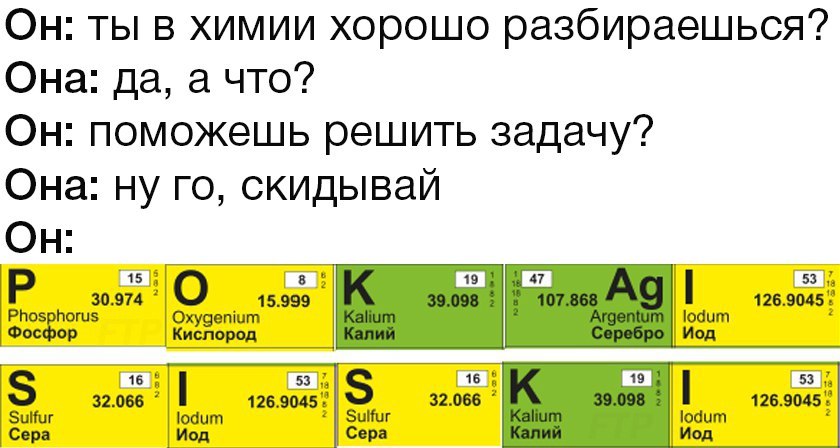 Он: ты в химии хорошо разбираешься?
Она: да, а что?
Он: поможешь решить задачу?
Она: ну го, скидывай
Он:
P 15 30.974 5 8 2 Phosphorus Фосфор
O 8 15.999 6 2 Oxygenium Кислород
K 19 39.098 1 8 8 2 Kalium Калий
1 18 18 8 2 47 107.868 Ag Argentum Серебро
I 53 126.9045 7 18 18 8 2 Iodum Иод
S 16 32.066 6 8 2 Sulfur Сера
I 53 126.9045 7 18 18 8 2 Iodum Иод
S 16 32.066 6 8 2 Sulfur Сера
K 19 39.098 1 8 8 2 Kalium Калий
I 53 126.9045 7 18 18 8 2 Iodum Иод
FTP
FTP